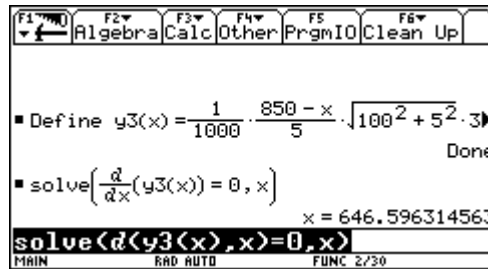 F1 F2 F3 F4 F5 F6
Algebra Calc Other PrgmIO Clean Up
▪ Define y3(x) = 1/1000 · (850 - x)/5 · √(100² + 5²) · 3▶
Done
▪ solve(d/dx(y3(x)) = 0, x)
x = 646.596314563
solve(d(y3(x),x)=0,x)
MAIN RAD AUTO FUNC 2/30